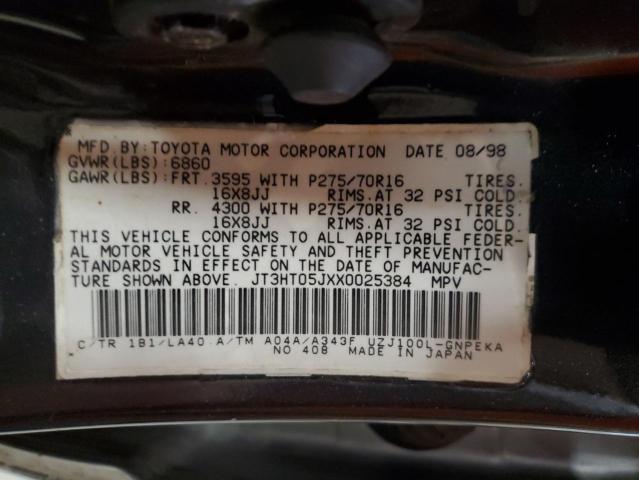 MFD BY: TOYOTA MOTOR CORPORATION DATE 08/98
GVWR(LBS):6860
GAWR(LBS):FRT. 3595 WITH P275/70R16 TIRES.
16X8JJ RIMS.AT 32 PSI COLD.
RR. 4300 WITH P275/70R16 TIRES.
16X8JJ RIMS.AT 32 PSI COLD.
THIS VEHICLE CONFORMS TO ALL APPLICABLE FEDER-
AL MOTOR VEHICLE SAFETY AND THEFT PREVENTION
STANDARDS IN EFFECT ON THE DATE OF MANUFAC-
TURE SHOWN ABOVE. JT3HT05JXX0025384 MPV
C/TR 1B1/LA40 A/TM A04A/A343F UZJ100L-GNPEKA
NO 408 MADE IN JAPAN